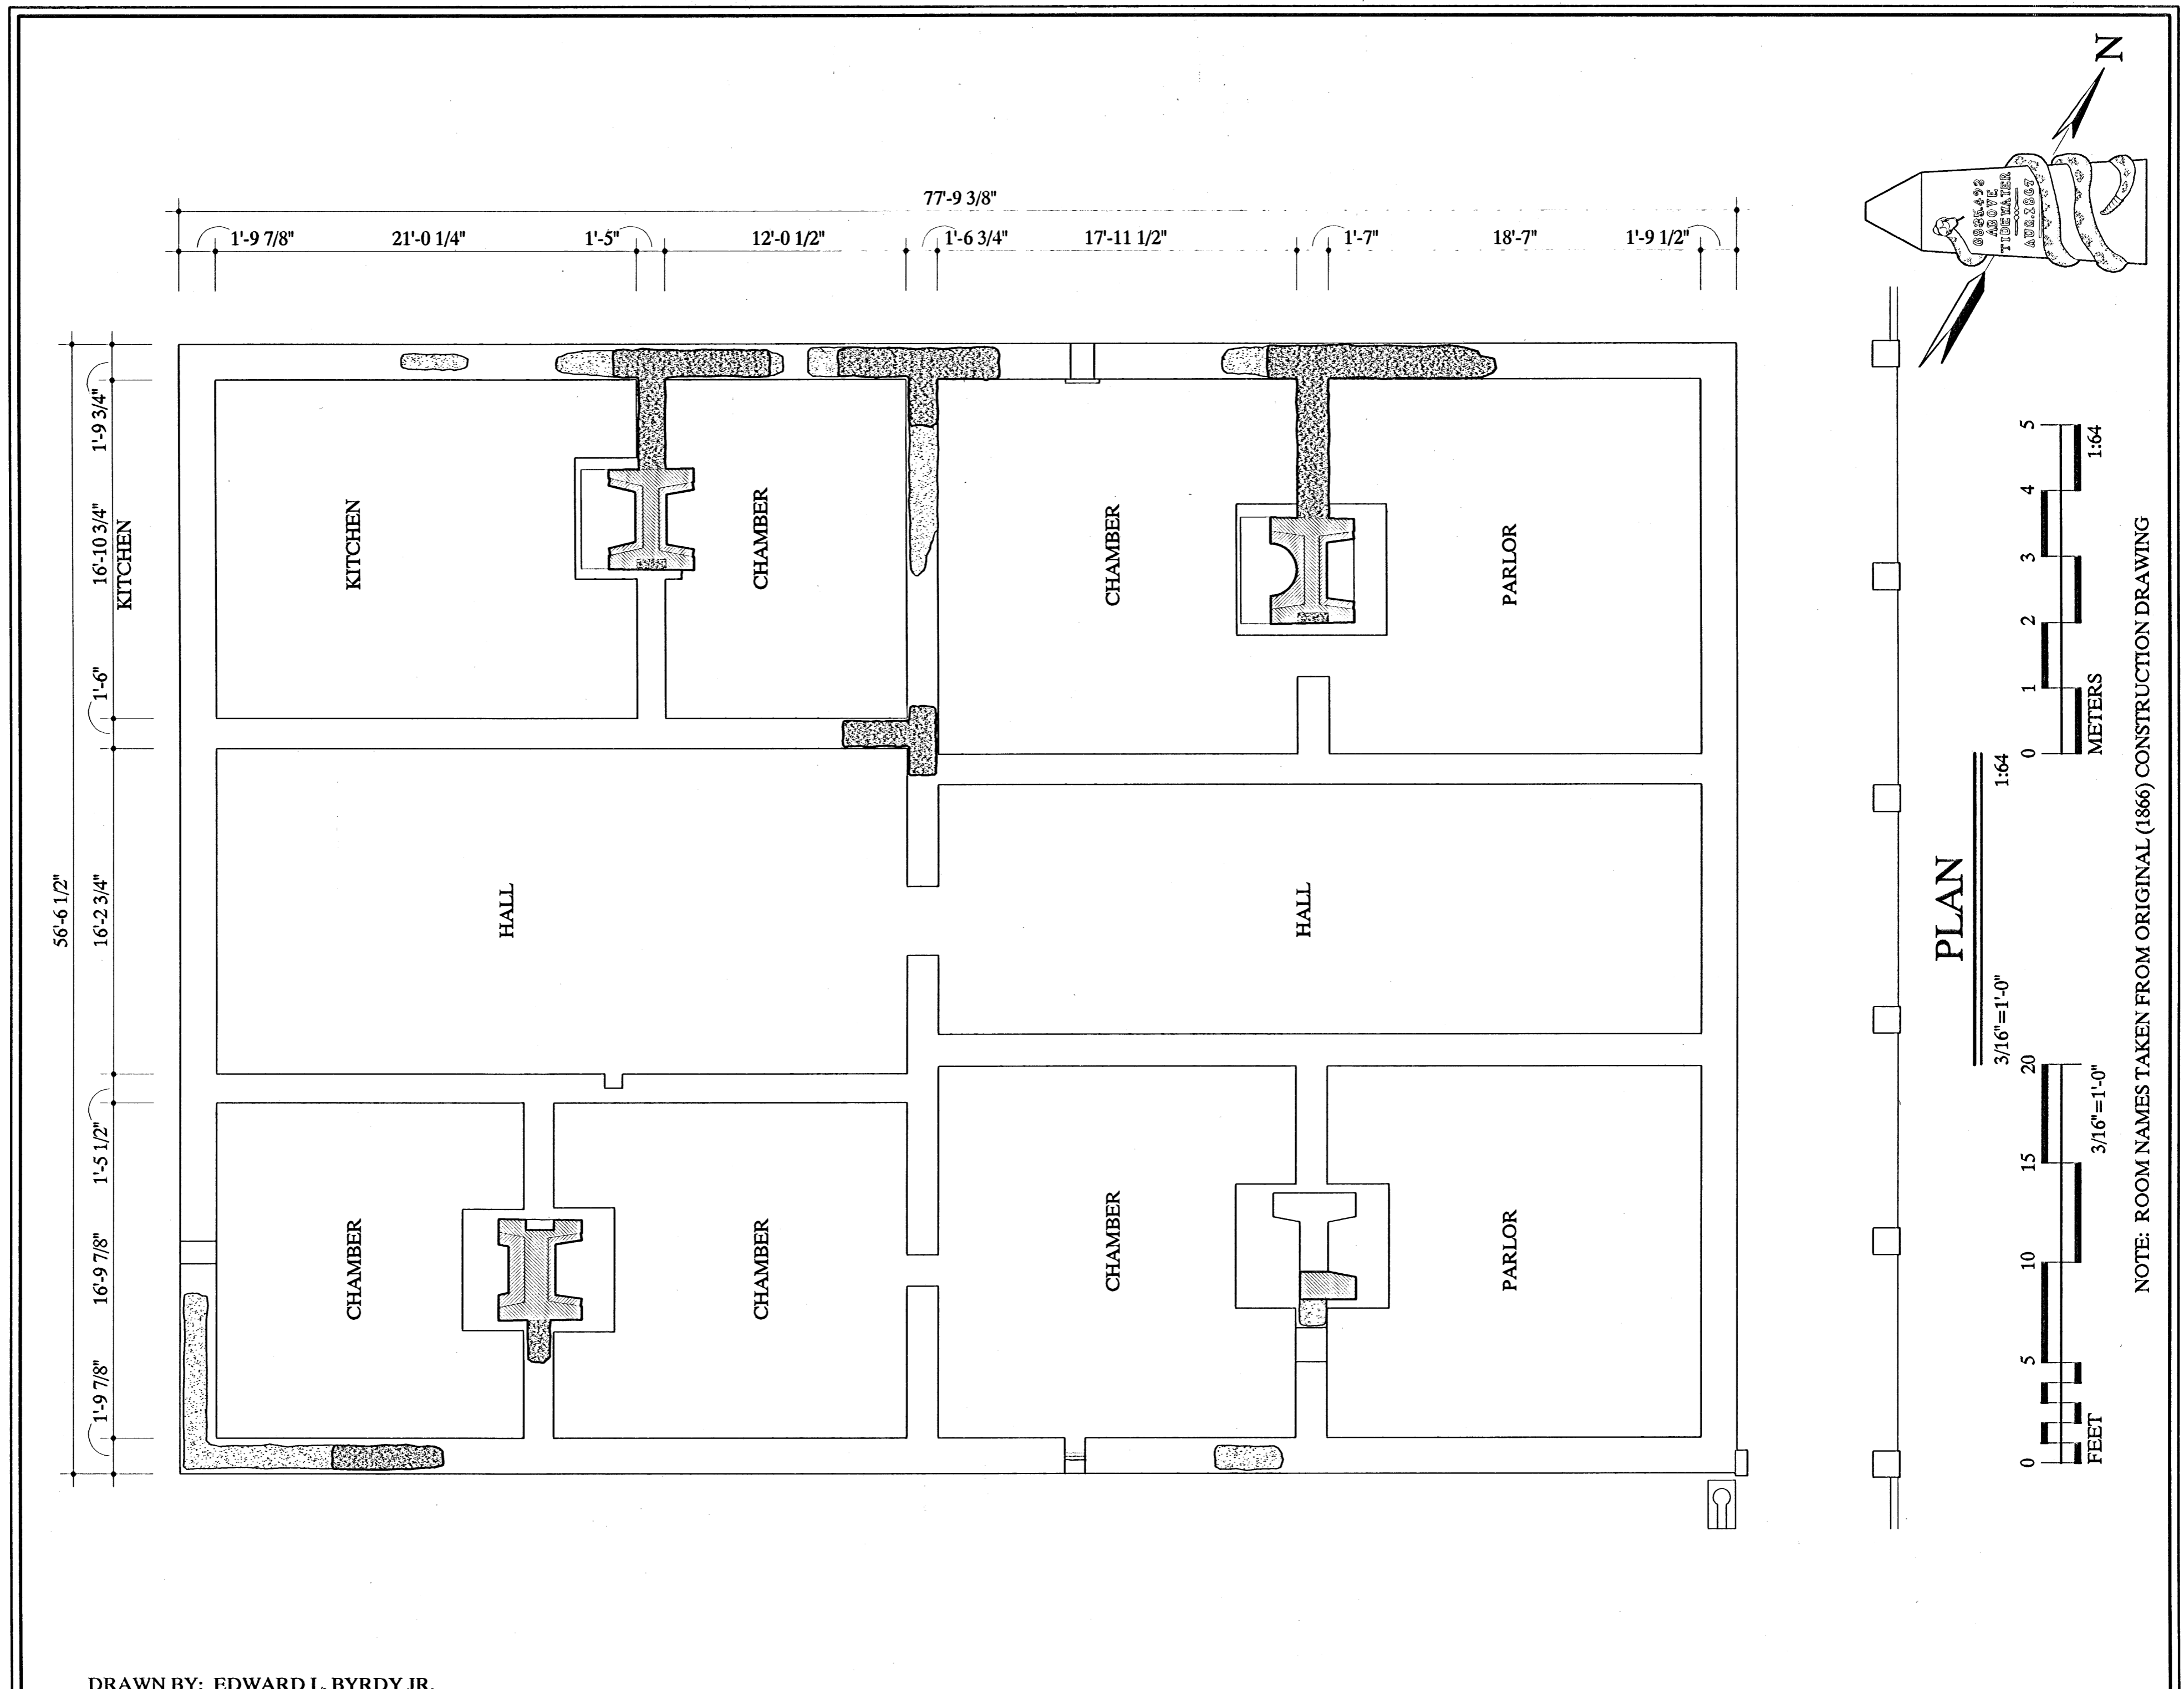 N
77'-9 3/8"
1'-9 7/8"
21'-0 1/4"
1'-5"
12'-0 1/2"
1'-6 3/4"
17'-11 1/2"
1'-7"
18'-7"
1'-9 1/2"
ABOVE
TIDEWATER
AUG. 1867
56'-6 1/2"
1'-9 3/4"
16'-10 3/4"
KITCHEN
1'-6"
16'-2 3/4"
1'-5 1/2"
16'-9 7/8"
1'-9 7/8"
KITCHEN
CHAMBER
CHAMBER
PARLOR
HALL
HALL
CHAMBER
CHAMBER
CHAMBER
PARLOR
PLAN
3/16"=1'-0"
1:64
0 5 10 15 20
FEET
3/16"=1'-0"
0 1 2 3 4 5
METERS
1:64
NOTE: ROOM NAMES TAKEN FROM ORIGINAL (1866) CONSTRUCTION DRAWING
DRAWN BY: EDWARD L. BYRDY JR.